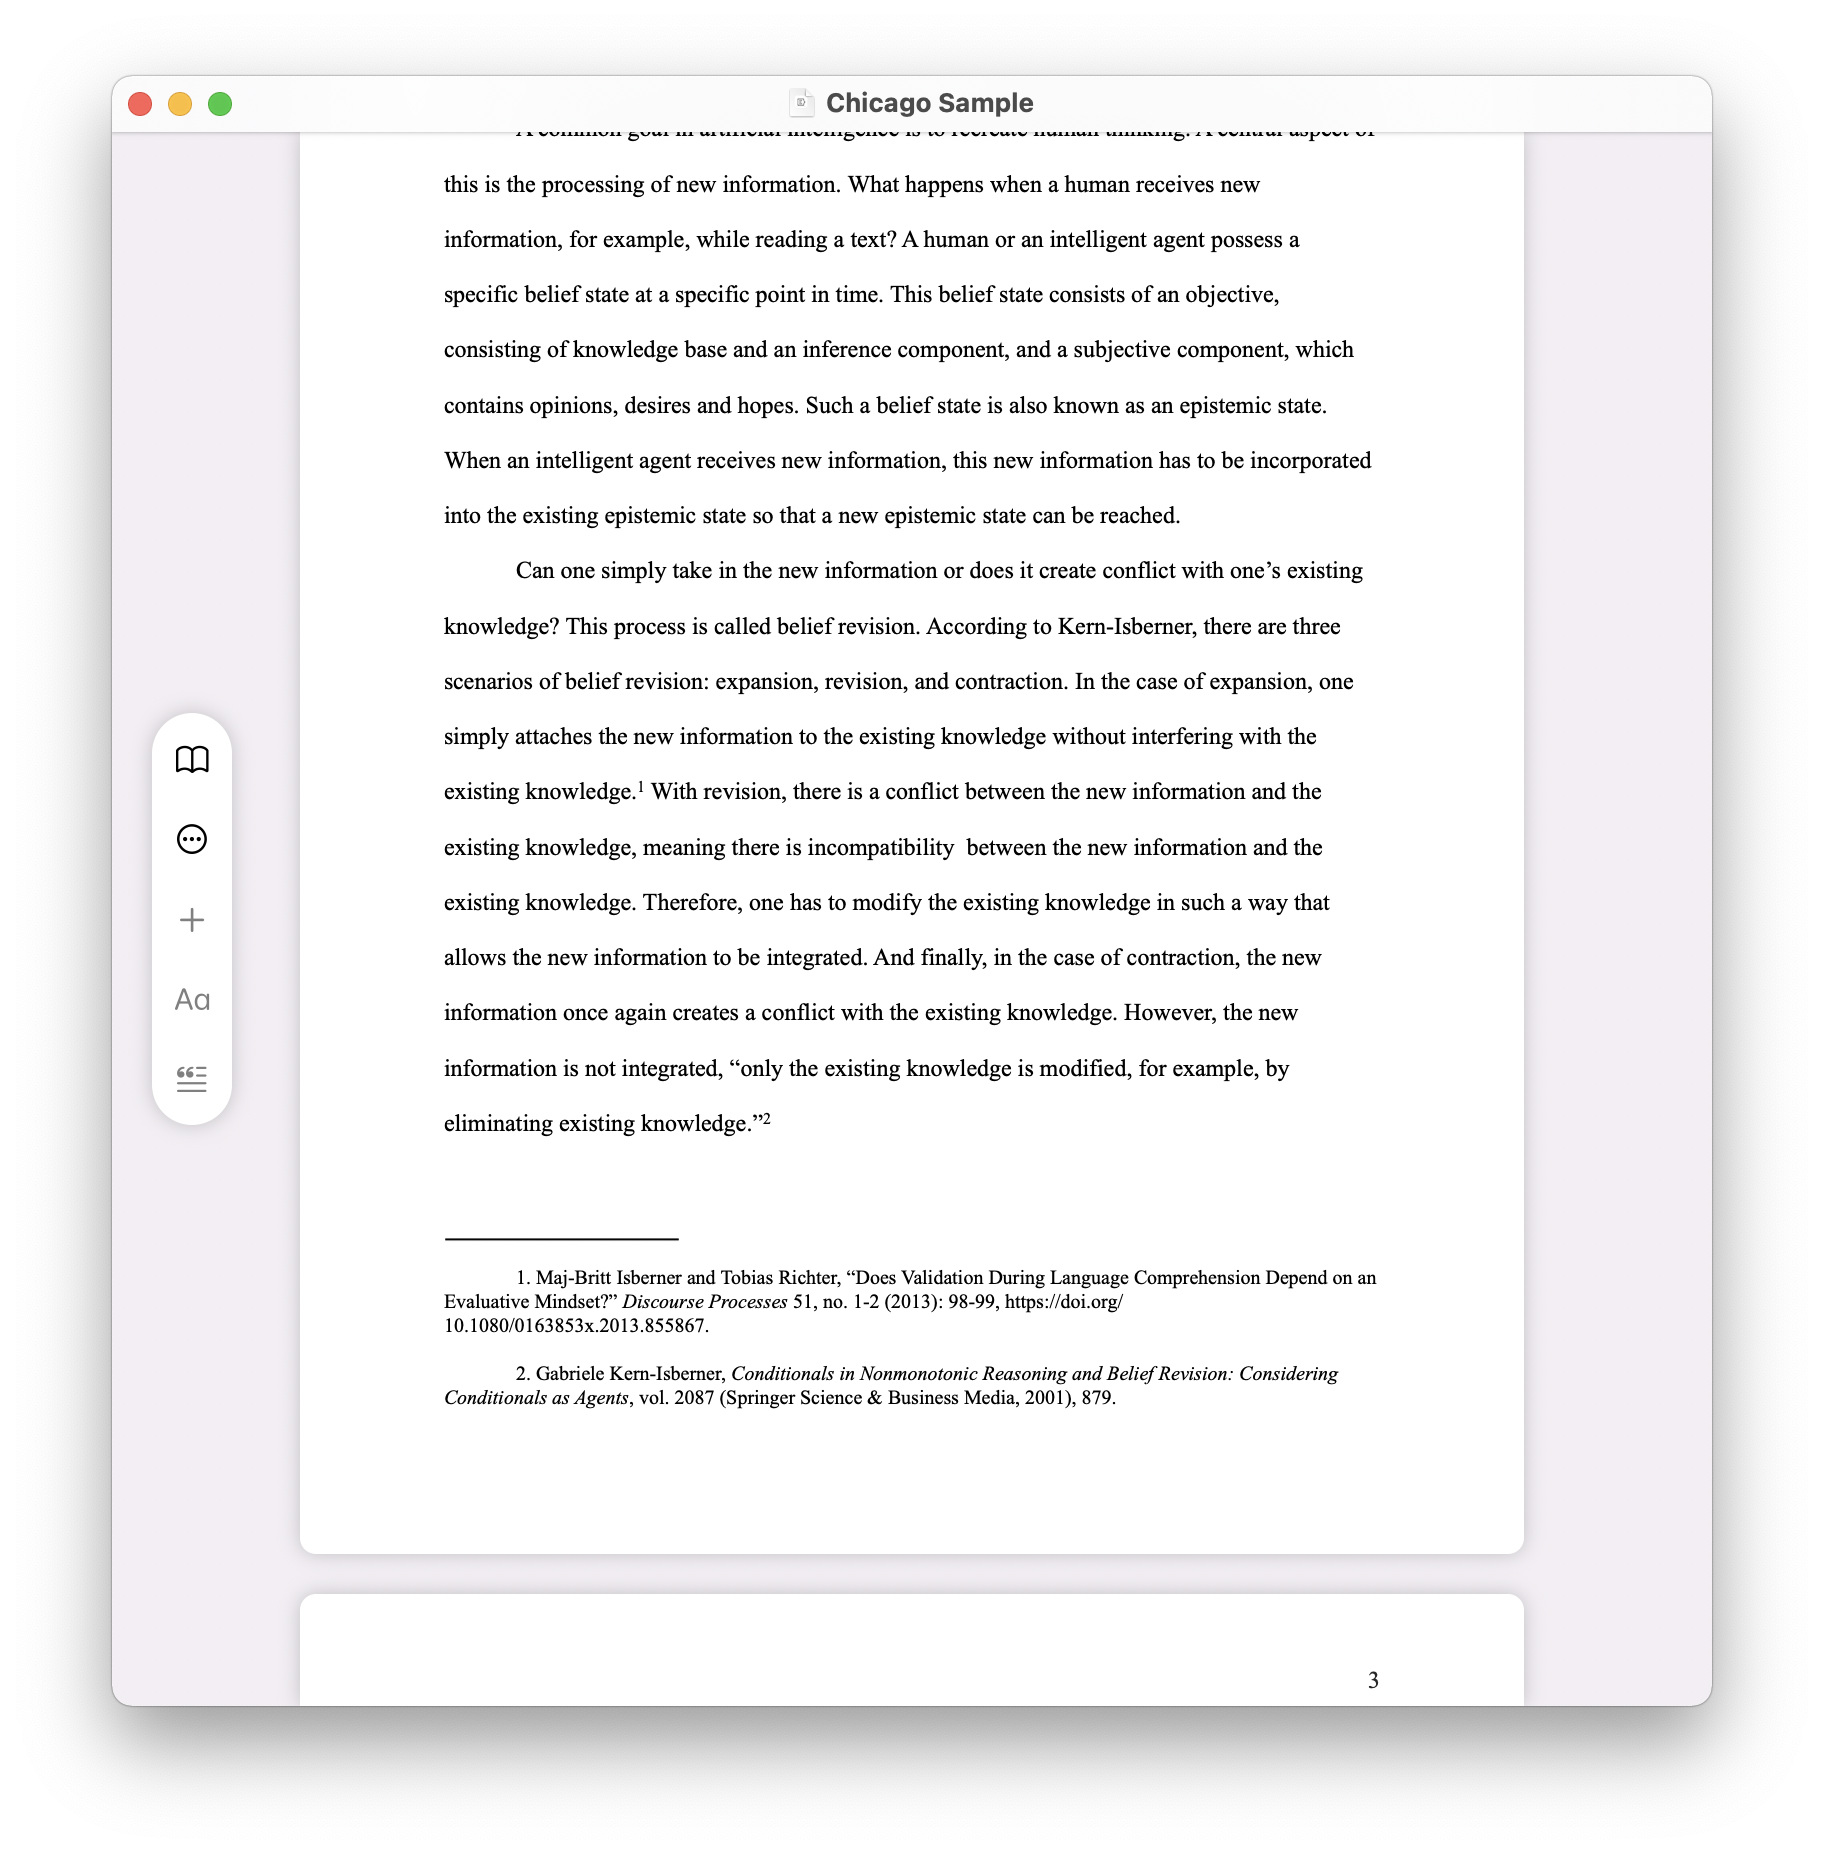 Chicago Sample
A common goal in artificial intelligence is to recreate human thinking. A central aspect of
this is the processing of new information. What happens when a human receives new
information, for example, while reading a text? A human or an intelligent agent possess a
specific belief state at a specific point in time. This belief state consists of an objective,
consisting of knowledge base and an inference component, and a subjective component, which
contains opinions, desires and hopes. Such a belief state is also known as an epistemic state.
When an intelligent agent receives new information, this new information has to be incorporated
into the existing epistemic state so that a new epistemic state can be reached.
Can one simply take in the new information or does it create conflict with one’s existing
knowledge? This process is called belief revision. According to Kern-Isberner, there are three
scenarios of belief revision: expansion, revision, and contraction. In the case of expansion, one
simply attaches the new information to the existing knowledge without interfering with the
existing knowledge.¹ With revision, there is a conflict between the new information and the
existing knowledge, meaning there is incompatibility  between the new information and the
existing knowledge. Therefore, one has to modify the existing knowledge in such a way that
allows the new information to be integrated. And finally, in the case of contraction, the new
information once again creates a conflict with the existing knowledge. However, the new
information is not integrated, “only the existing knowledge is modified, for example, by
eliminating existing knowledge.”²
1. Maj-Britt Isberner and Tobias Richter, “Does Validation During Language Comprehension Depend on an
Evaluative Mindset?” Discourse Processes 51, no. 1-2 (2013): 98-99, https://doi.org/
10.1080/0163853x.2013.855867.
2. Gabriele Kern-Isberner, Conditionals in Nonmonotonic Reasoning and Belief Revision: Considering
Conditionals as Agents, vol. 2087 (Springer Science & Business Media, 2001), 879.
Aa
3